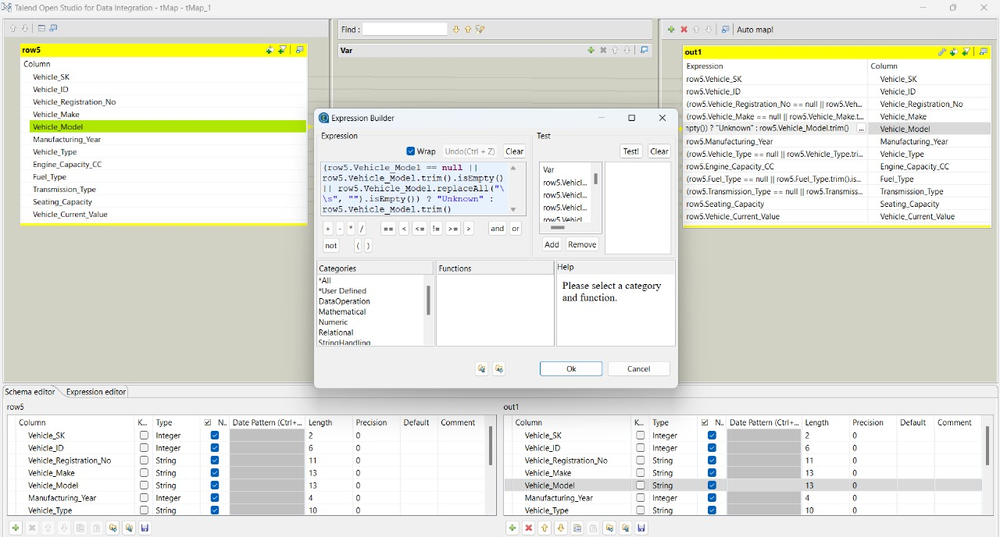 Talend Open Studio for Data Integration - tMap - tMap_1
Find :
Auto map!
row5
Column
Vehicle_SK
Vehicle_ID
Vehicle_Registration_No
Vehicle_Make
Vehicle_Model
Manufacturing_Year
Vehicle_Type
Engine_Capacity_CC
Fuel_Type
Transmission_Type
Seating_Capacity
Vehicle_Current_Value
Var
out1
Expression Column
row5.Vehicle_SK Vehicle_SK
row5.Vehicle_ID Vehicle_ID
(row5.Vehicle_Registration_No == null || row5.Veh... Vehicle_Registration_No
(row5.Vehicle_Make == null || row5.Vehicle_Make.t... Vehicle_Make
npty()) ? "Unknown" : row5.Vehicle_Model.trim() ... Vehicle_Model
row5.Manufacturing_Year Manufacturing_Year
(row5.Vehicle_Type == null || row5.Vehicle_Type.tri... Vehicle_Type
row5.Engine_Capacity_CC Engine_Capacity_CC
(row5.Fuel_Type == null || row5.Fuel_Type.trim().is... Fuel_Type
(row5.Transmission_Type == null || row5.Transmiss... Transmission_Type
row5.Seating_Capacity Seating_Capacity
row5.Vehicle_Current_Value Vehicle_Current_Value
Expression Builder
Expression
Wrap Undo(Ctrl + Z) Clear
(row5.Vehicle_Model == null ||
row5.Vehicle_Model.trim().isEmpty()
|| row5.Vehicle_Model.replaceAll("\
\s", "").isEmpty()) ? "Unknown" :
row5.Vehicle_Model.trim()
+ - * / == < <= != >= > and or
not ( )
Test
Test! Clear
Var
row5.Vehicl...
row5.Vehicl...
row5.Vehicl...
row5.Vehicl
Add Remove
Categories
*All
*User Defined
DataOperation
Mathematical
Numeric
Relational
StringHandling
Functions
Help
Please select a category
and function.
Ok Cancel
Schema editor Expression editor
row5
Column K... Type N.. Date Pattern (Ctrl+... Length Precision Default Comment
Vehicle_SK Integer 2 0
Vehicle_ID Integer 6 0
Vehicle_Registration_No String 11 0
Vehicle_Make String 13 0
Vehicle_Model String 13 0
Manufacturing_Year Integer 4 0
Vehicle_Type String 10 0
out1
Column K... Type N.. Date Pattern (Ctrl+... Length Precision Default Comment
Vehicle_SK Integer 2 0
Vehicle_ID Integer 6 0
Vehicle_Registration_No String 11 0
Vehicle_Make String 13 0
Vehicle_Model String 13 0
Manufacturing_Year Integer 4 0
Vehicle_Type String 10 0